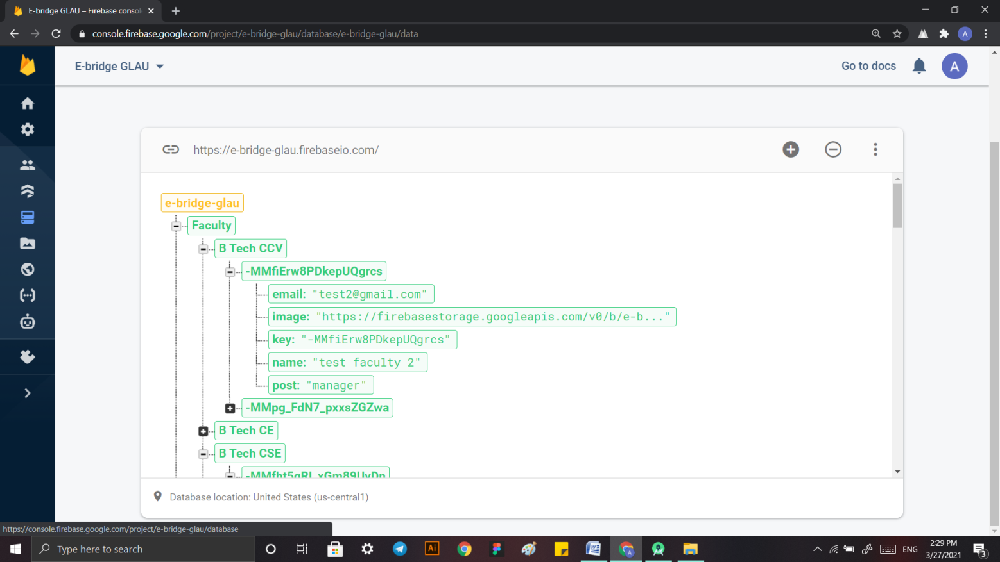 E-bridge GLAU – Firebase consol
console.firebase.google.com/project/e-bridge-glau/database/e-bridge-glau/data
A
E-bridge GLAU
Go to docs
A
https://e-bridge-glau.firebaseio.com/
e-bridge-glau
Faculty
B Tech CCV
-MMfiErw8PDkepUQgrcs
email: "test2@gmail.com"
image: "https://firebasestorage.googleapis.com/v0/b/e-b..."
key: "-MMfiErw8PDkepUQgrcs"
name: "test faculty 2"
post: "manager"
-MMpg_FdN7_pxxsZGZwa
B Tech CE
B Tech CSE
Database location: United States (us-central1)
https://console.firebase.google.com/project/e-bridge-glau/database
Type here to search
Ai
A
ENG
2:29 PM
3/27/2021
3